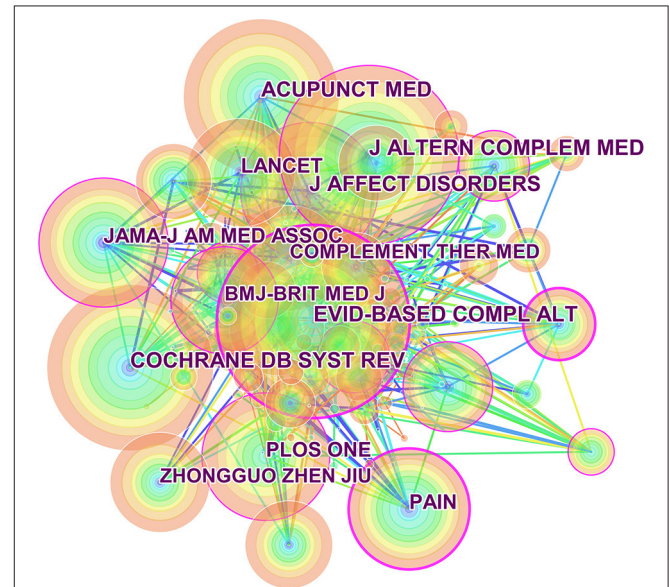 ACUPUNCT MED
J ALTERN COMPLEM MED
LANCET
J AFFECT DISORDERS
JAMA-J AM MED ASSOC
COMPLEMENT THER MED
BMJ-BRIT MED J
EVID-BASED COMPL ALT
COCHRANE DB SYST REV
PLOS ONE
ZHONGGUO ZHEN JIU
PAIN